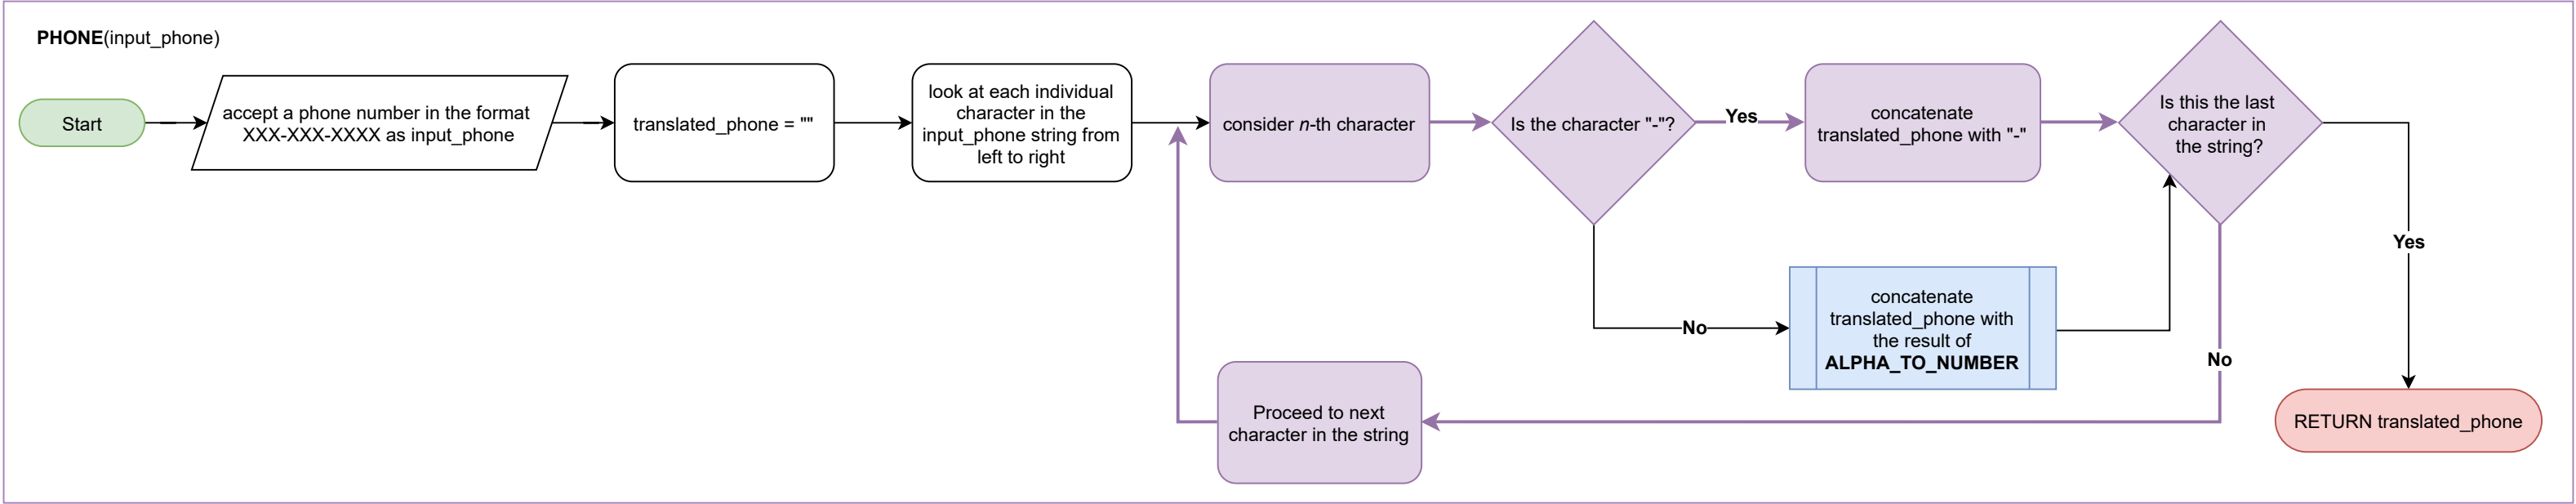 PHONE(input_phone)
Start
accept a phone number in the format
XXX-XXX-XXXX as input_phone
translated_phone = ""
look at each individual
character in the
input_phone string from
left to right
consider n-th character
Is the character "-"?
Yes
concatenate
translated_phone with "-"
Is this the last
character in
the string?
Yes
No
concatenate
translated_phone with
the result of
ALPHA_TO_NUMBER
No
Proceed to next
character in the string
RETURN translated_phone